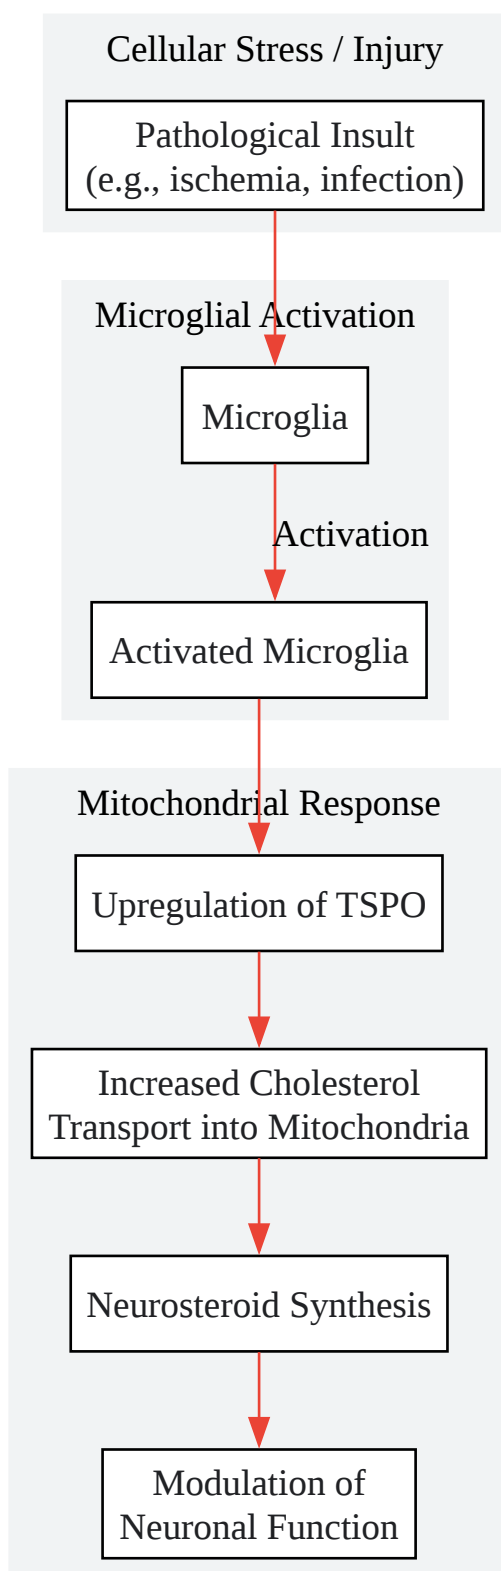 Cellular Stress / Injury
Pathological Insult
(e.g., ischemia, infection)
Microglial Activation
Microglia
Activation
Activated Microglia
Mitochondrial Response
Upregulation of TSPO
Increased Cholesterol
Transport into Mitochondria
Neurosteroid Synthesis
Modulation of
Neuronal Function